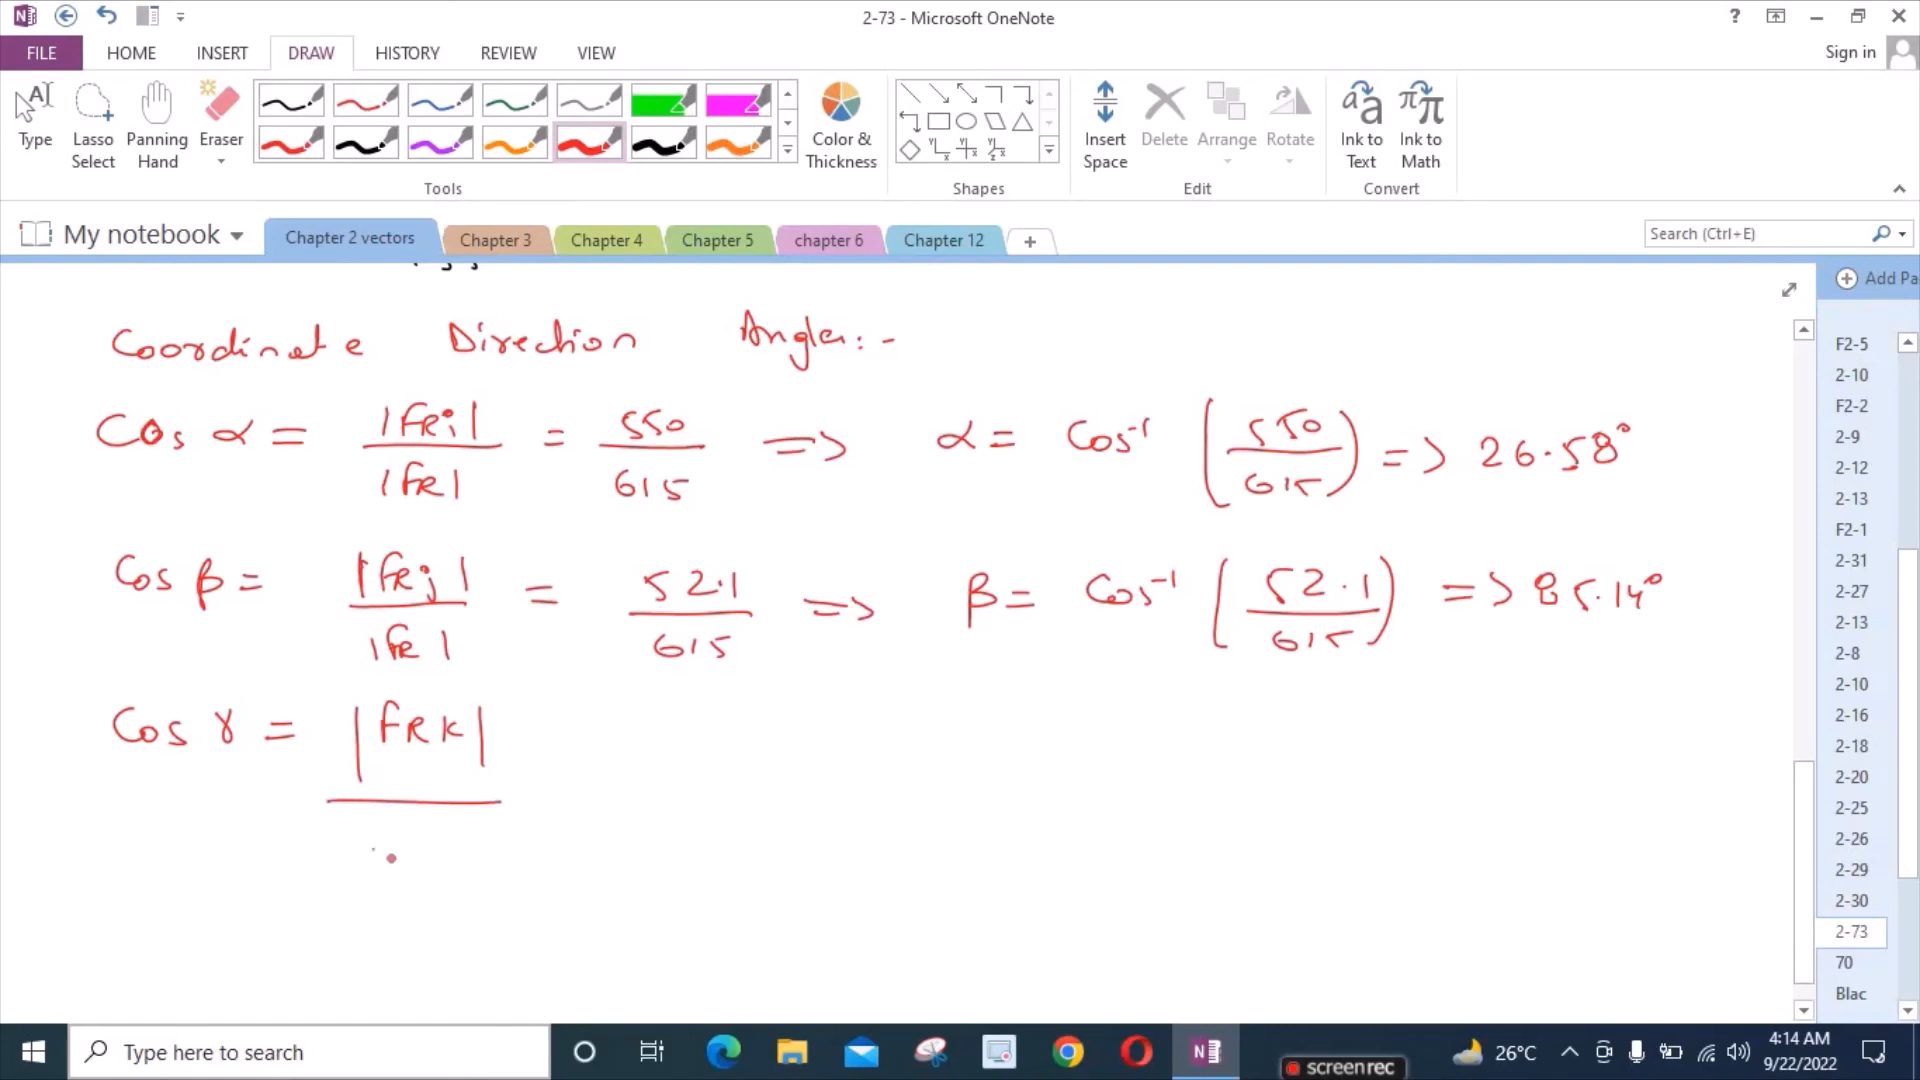 2-73 - Microsoft OneNote
FILE HOME INSERT DRAW HISTORY REVIEW VIEW
Sign in
Type
Lasso Select
Panning Hand
Eraser
Color & Thickness
Insert Space
Delete
Arrange
Rotate
Ink to Text
Ink to Math
Tools
Shapes
Edit
Convert
My notebook
Chapter 2 vectors
Chapter 3
Chapter 4
Chapter 5
chapter 6
Chapter 12
Search (Ctrl+E)
Add Pa
Coordinate Direction Angles:-
Cos α = |FRi| / |FR| = 550 / 615 => α = Cos⁻¹ (550 / 615) => 26.58°
Cos β = |FRj| / |FR| = 52.1 / 615 => β = Cos⁻¹ (52.1 / 615) => 85.14°
Cos γ = |FRK|
F2-5
2-10
F2-2
2-9
2-12
2-13
F2-1
2-31
2-27
2-13
2-8
2-10
2-16
2-18
2-20
2-25
2-26
2-29
2-30
2-73
70
Blac
Type here to search
screenrec
26°C
4:14 AM
9/22/2022